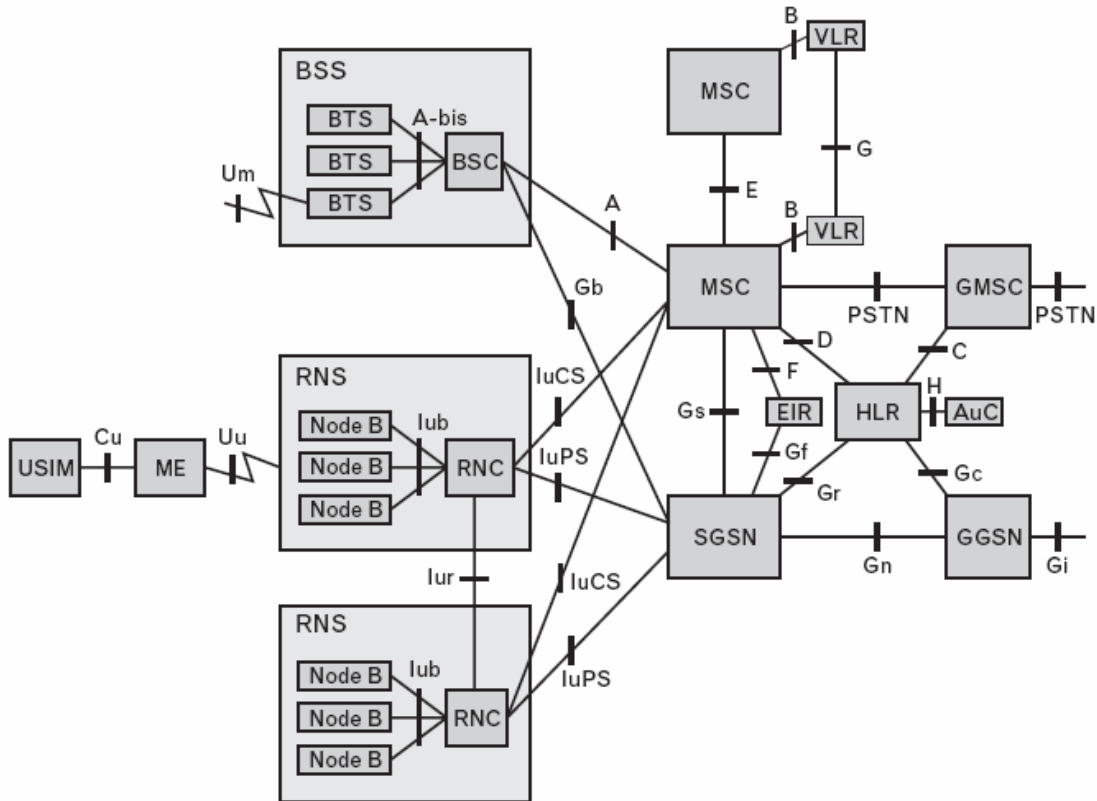 B
VLR
BSS
MSC
BTS
A-bis
BTS
BSC
G
Um
BTS
E
A
B
VLR
Gb
MSC
GMSC
PSTN
PSTN
D
C
RNS
IuCS
F
H
Gs
EIR
HLR
AuC
Node B
Iub
Cu
Uu
IuPS
Gf
USIM
ME
Node B
RNC
Gc
Gr
Node B
SGSN
GGSN
Gn
Gi
Iur
IuCS
RNS
IuPS
Node B
Iub
Node B
RNC
Node B